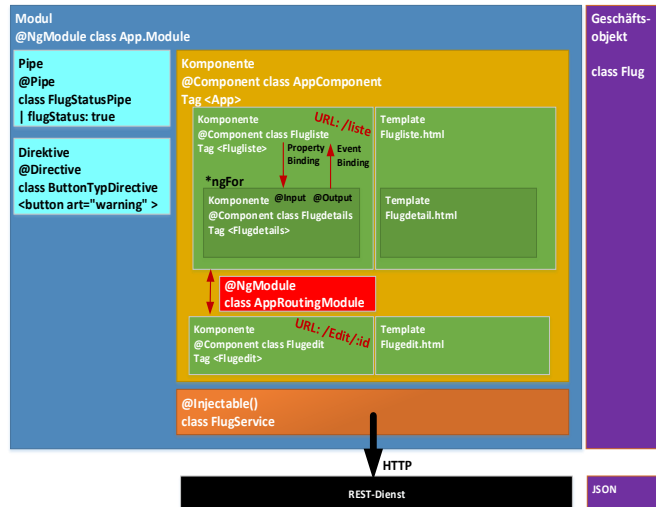 Modul
@NgModule class App.Module
Geschäfts-
objekt
class Flug
Pipe
@Pipe
class FlugStatusPipe
| flugStatus: true
Direktive
@Directive
class ButtonTypDirective
<button art="warning" >
Komponente
@Component class AppComponent
Tag <App>
Komponente
@Component class Flugliste
Tag <Flugliste>
URL: /liste
Property
Binding
Event
Binding
Template
Flugliste.html
*ngFor
Komponente
@Input
@Output
@Component class Flugdetails
Tag <Flugdetails>
Template
Flugdetail.html
@NgModule
class AppRoutingModule
Komponente
@Component class Flugedit
Tag <Flugedit>
URL: /Edit/:id
Template
Flugedit.html
@Injectable()
class FlugService
HTTP
REST-Dienst
JSON